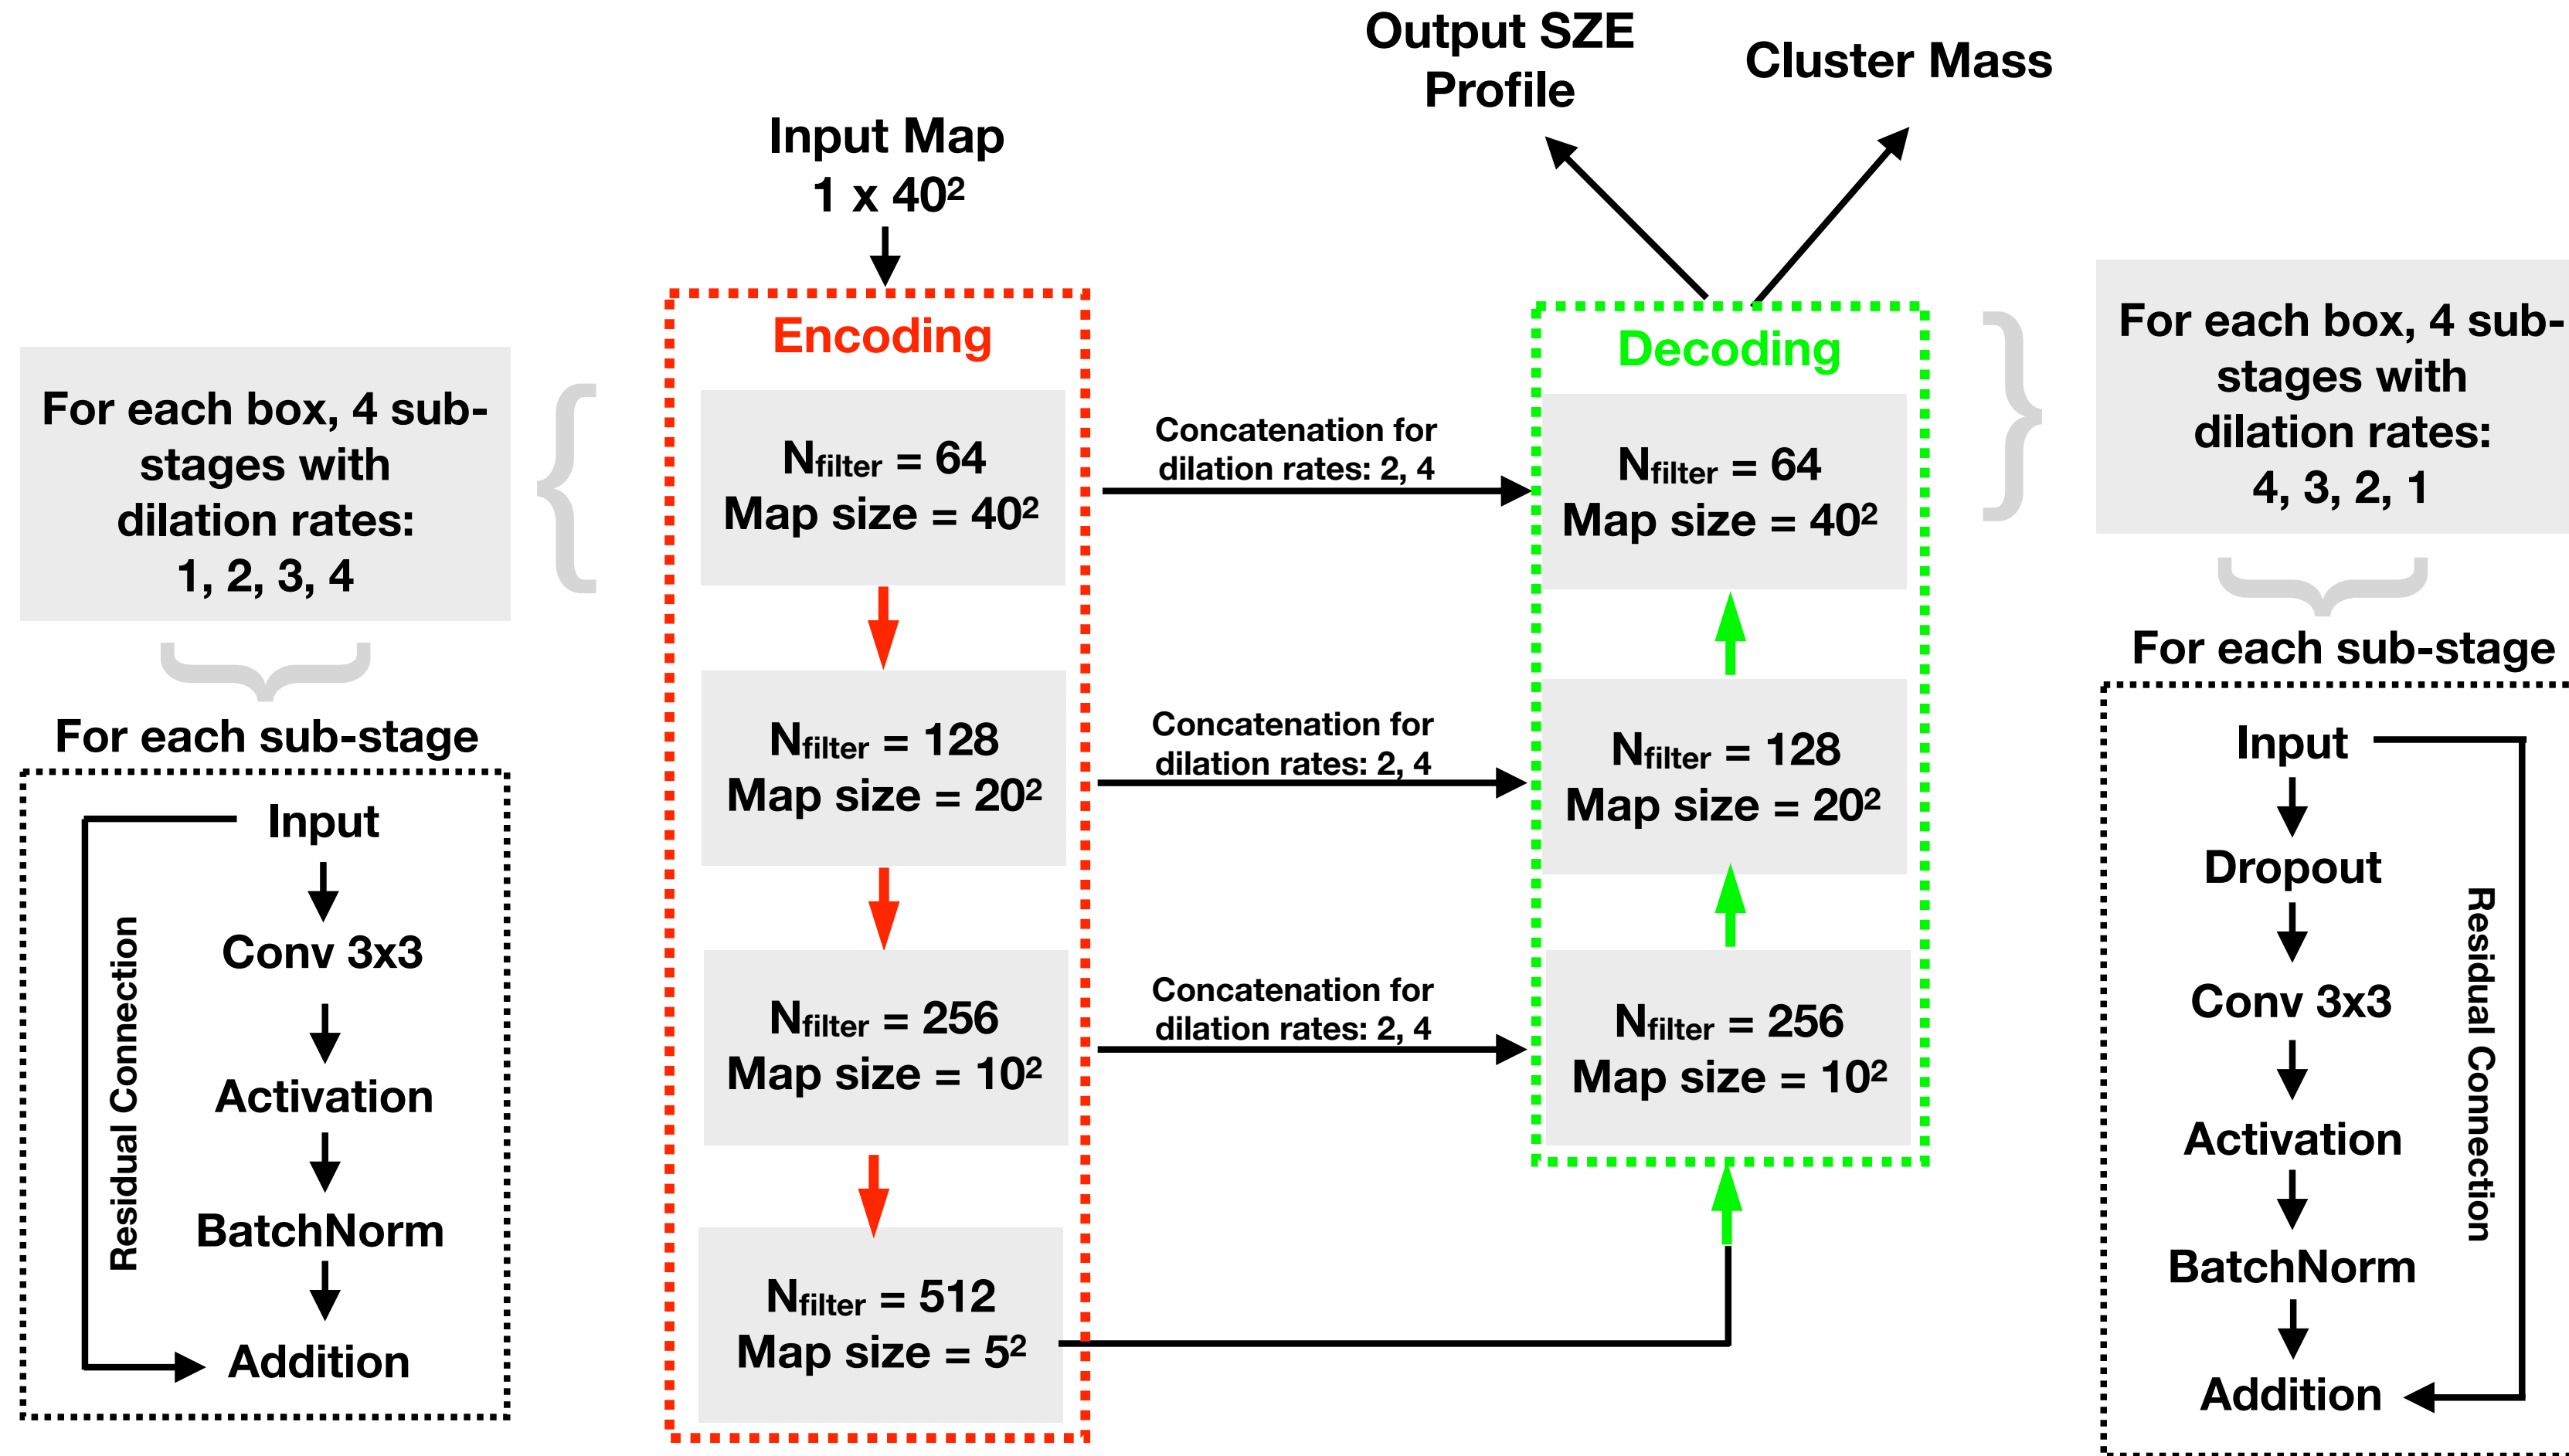 Output SZE
Profile
Cluster Mass
Input Map
1 x 40²
For each box, 4 sub-
stages with
dilation rates:
1, 2, 3, 4
For each sub-stage
Input
Conv 3x3
Activation
BatchNorm
Addition
Residual Connection
Encoding
Nfilter = 64
Map size = 40²
Nfilter = 128
Map size = 20²
Nfilter = 256
Map size = 10²
Nfilter = 512
Map size = 5²
Concatenation for
dilation rates: 2, 4
Concatenation for
dilation rates: 2, 4
Concatenation for
dilation rates: 2, 4
Decoding
Nfilter = 64
Map size = 40²
Nfilter = 128
Map size = 20²
Nfilter = 256
Map size = 10²
For each box, 4 sub-
stages with
dilation rates:
4, 3, 2, 1
For each sub-stage
Input
Dropout
Conv 3x3
Activation
BatchNorm
Addition
Residual Connection